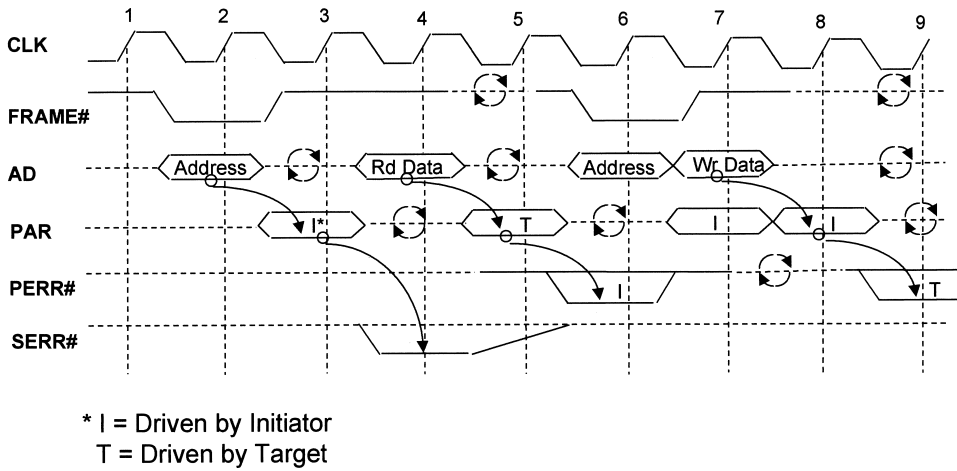 1 2 3 4 5 6 7 8 9
CLK
FRAME#
AD Address Rd Data Address Wr Data
PAR I* T I I
PERR# I T
SERR#
* I = Driven by Initiator
T = Driven by Target